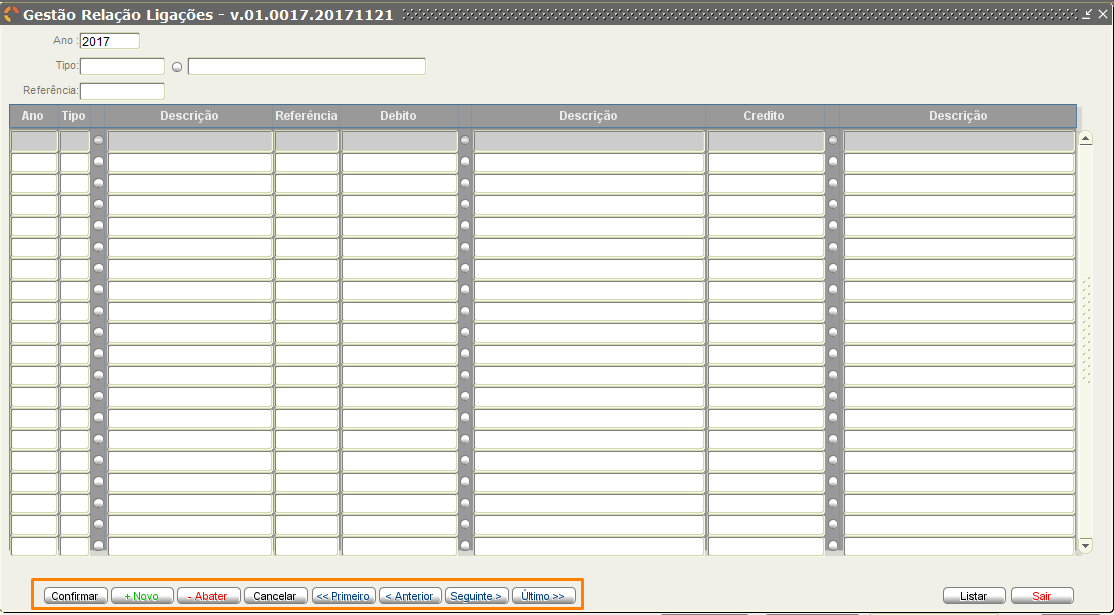 Gestão Relação Ligações - v.01.0017.20171121
Ano : 2017
Tipo:
Referência:
Ano Tipo Descrição Referência Debito Descrição Credito Descrição
Confirmar + Novo - Abater Cancelar << Primeiro < Anterior Seguinte > Último >> Listar Sair